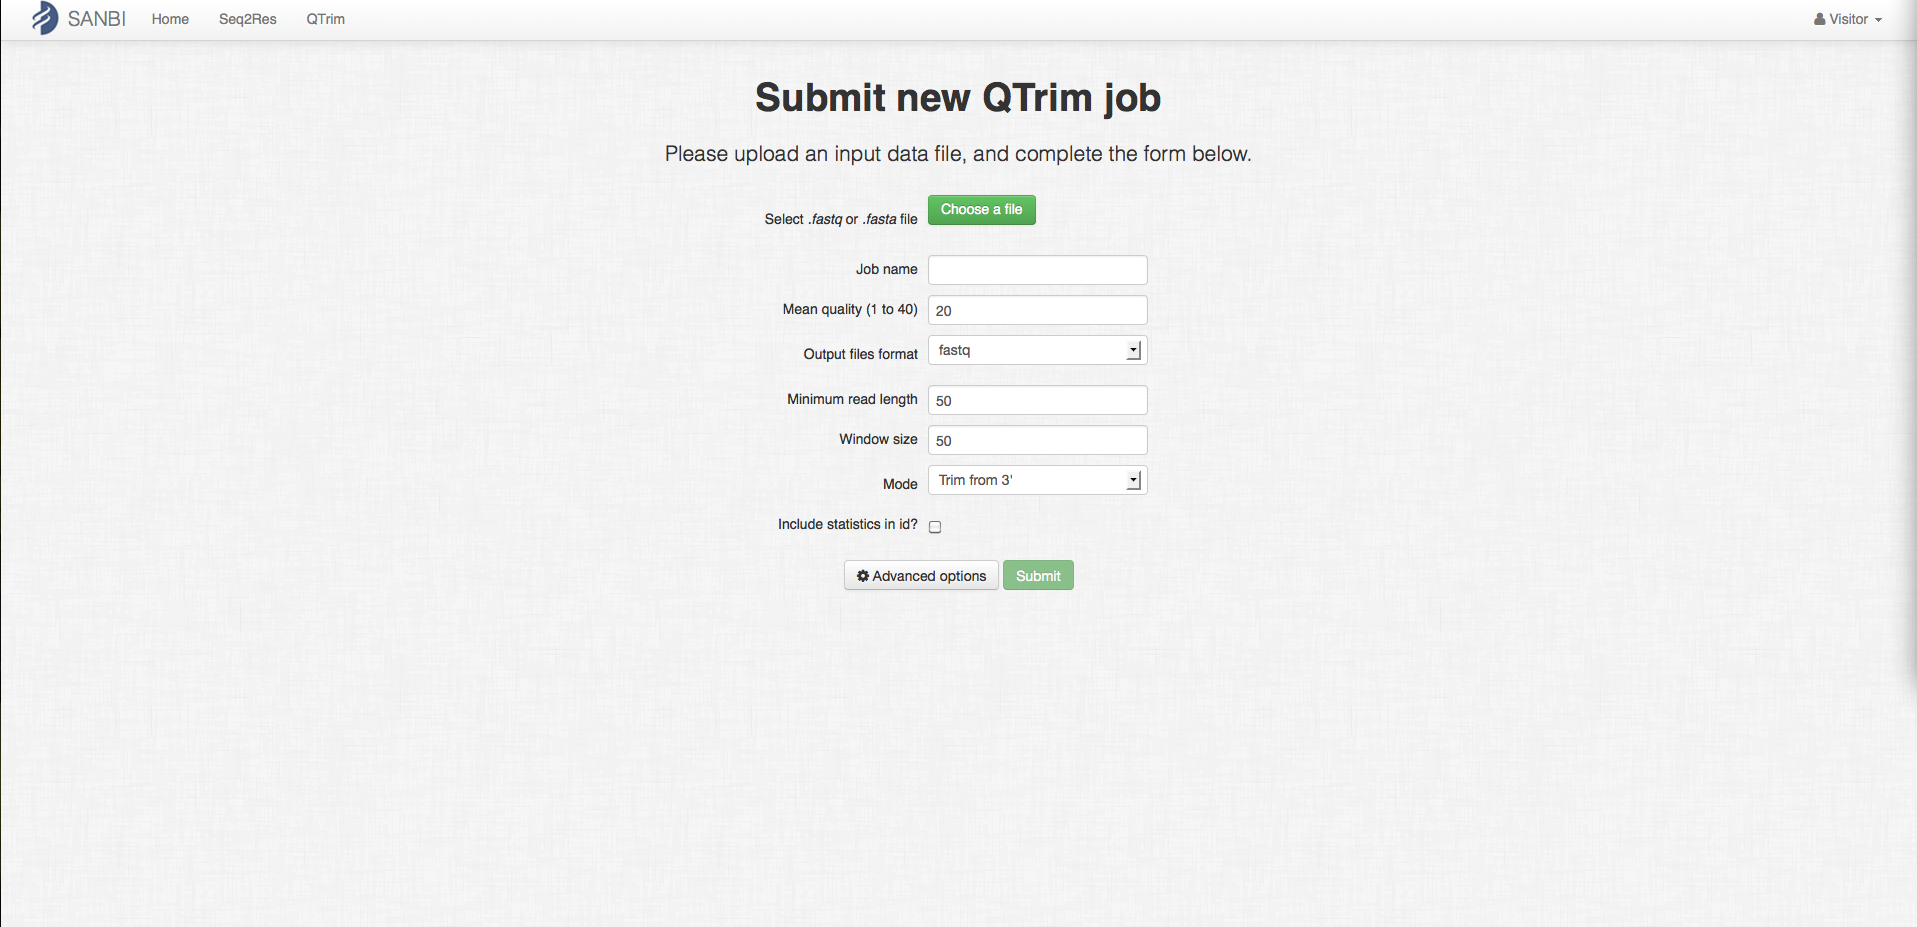 SANBI Home Seq2Res QTrim Visitor
Submit new QTrim job
Please upload an input data file, and complete the form below.
Select .fastq or .fasta file Choose a file
Job name
Mean quality (1 to 40) 20
Output files format fastq
Minimum read length 50
Window size 50
Mode Trim from 3'
Include statistics in id?
Advanced options Submit